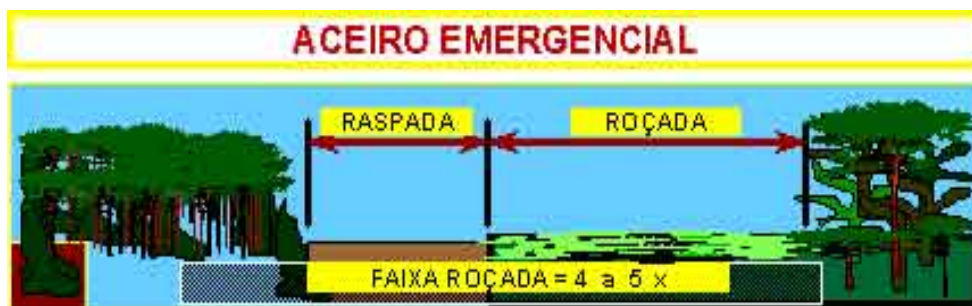 ACEIRO EMERGENCIAL
RASPADA ROÇADA
FAIXA ROÇADA = 4 a 5 x